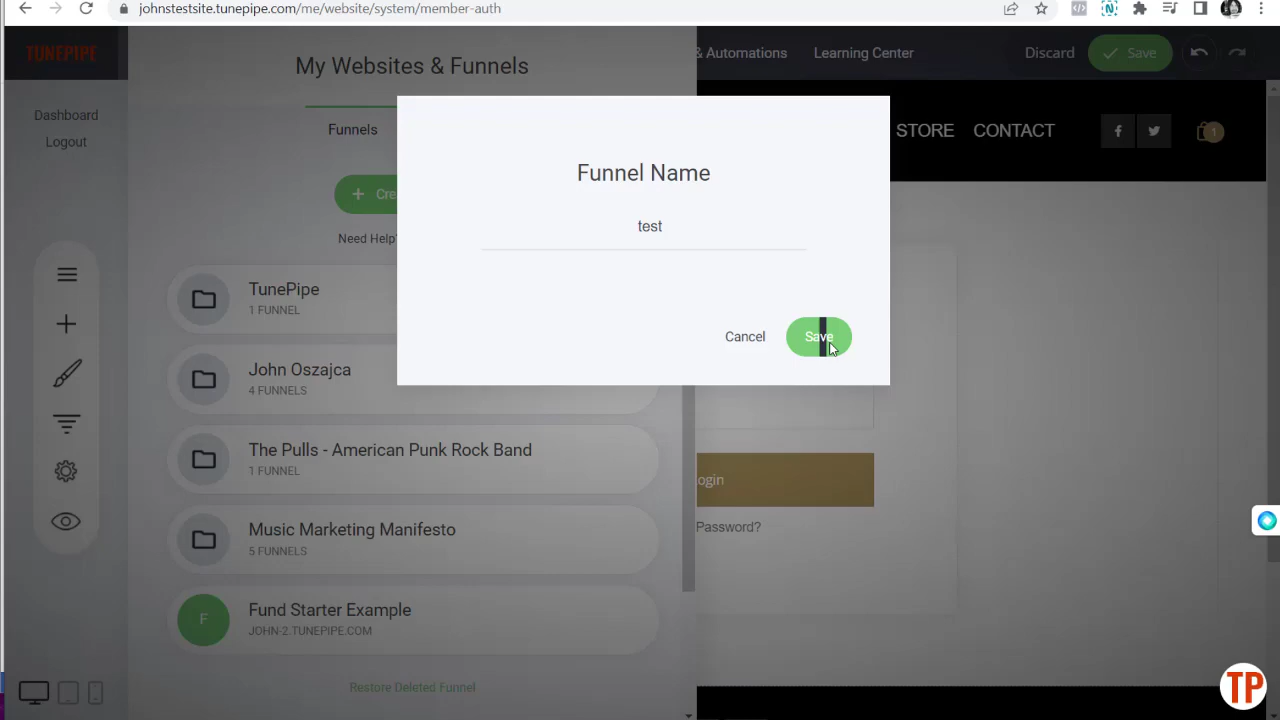 johnstestsite.tunepipe.com/me/website/system/member-auth
TUNEPIPE
My Websites & Funnels
& Automations
Learning Center
Discard
Save
Dashboard
Logout
Funnels
STORE
CONTACT
1
Funnel Name
test
Cancel
Save
Need Help?
TunePipe
1 FUNNEL
John Oszajca
4 FUNNELS
The Pulls - American Punk Rock Band
1 FUNNEL
Music Marketing Manifesto
5 FUNNELS
F
Fund Starter Example
JOHN-2.TUNEPIPE.COM
Restore Deleted Funnel
Password?
TP